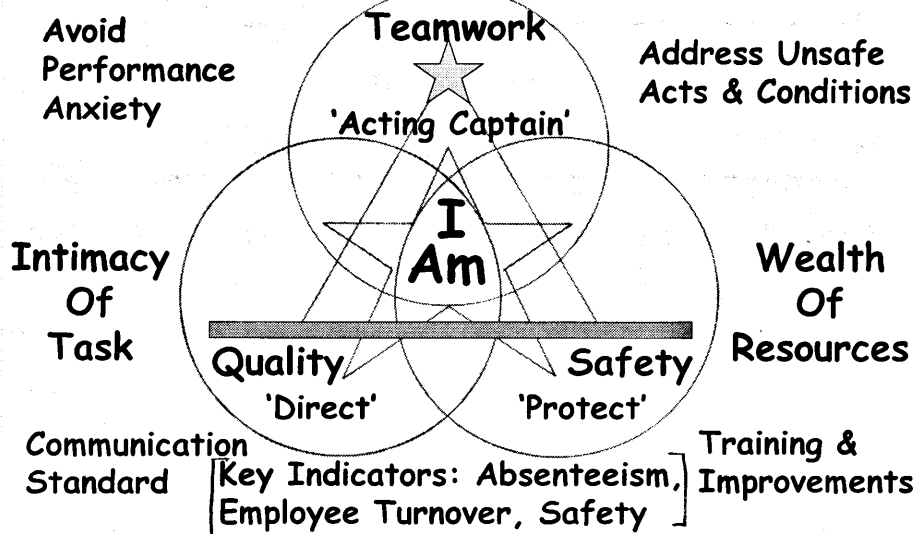 Avoid
Performance
Anxiety
Teamwork
Address Unsafe
Acts & Conditions
'Acting Captain'
I
Am
Intimacy
Of
Task
Wealth
Of
Resources
Quality
'Direct'
Safety
'Protect'
Communication
Standard
Key Indicators: Absenteeism,
Employee Turnover, Safety
Training &
Improvements